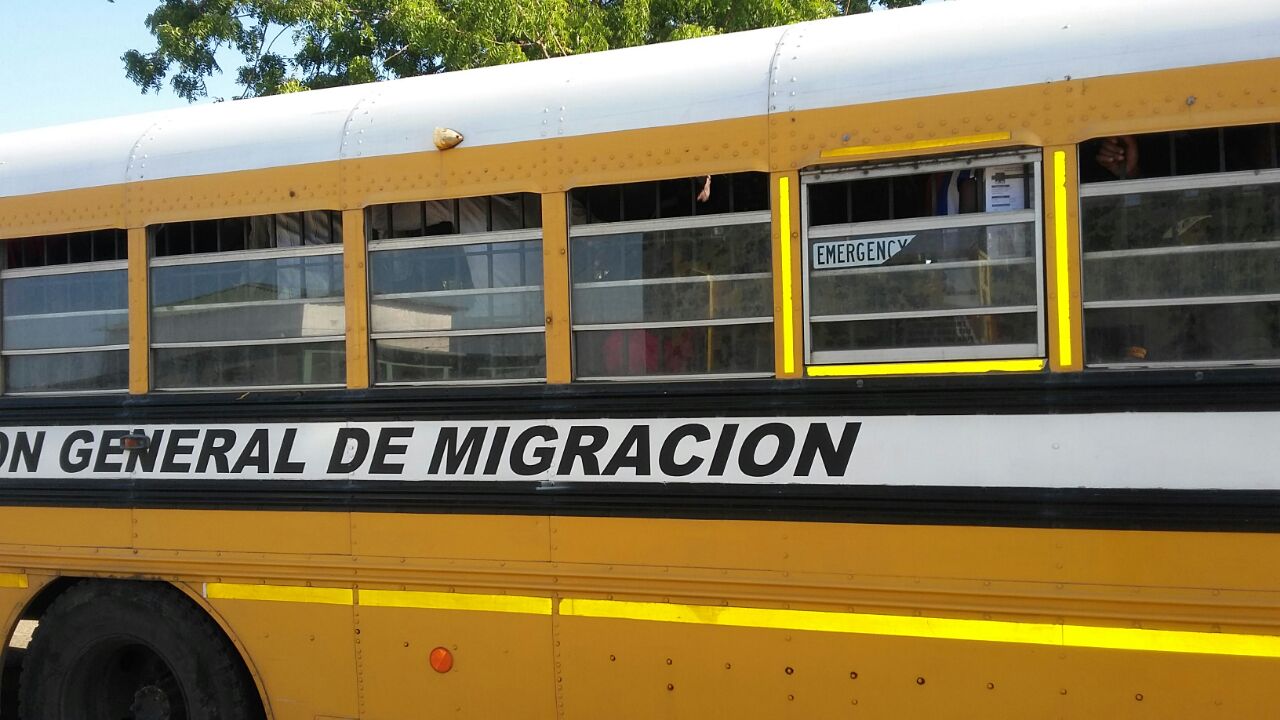 EMERGENCY
ON GENERAL DE MIGRACION